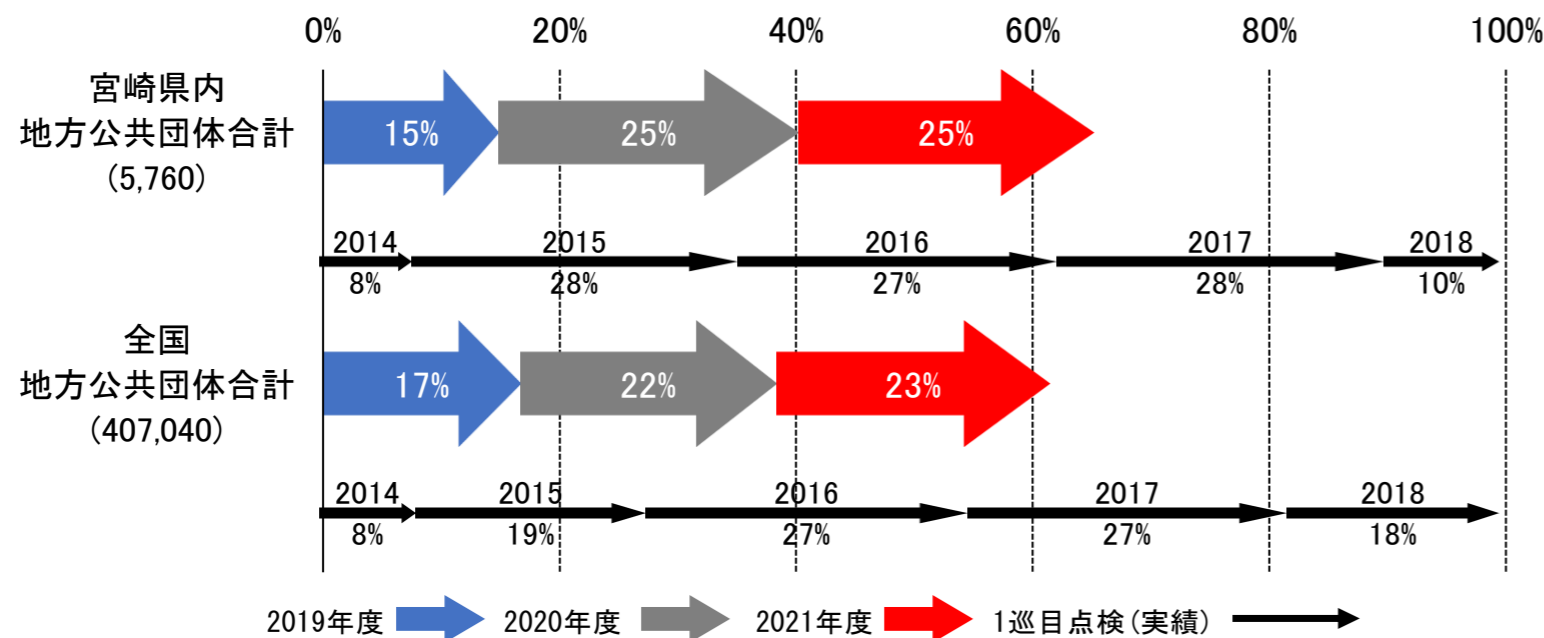 0% 20% 40% 60% 80% 100%
宮崎県内
地方公共団体合計
(5,760)
15% 25% 25%
2014 2015 2016 2017 2018
8% 28% 27% 28% 10%
全国
地方公共団体合計
(407,040)
17% 22% 23%
2014 2015 2016 2017 2018
8% 19% 27% 27% 18%
2019年度 2020年度 2021年度 1巡目点検(実績)